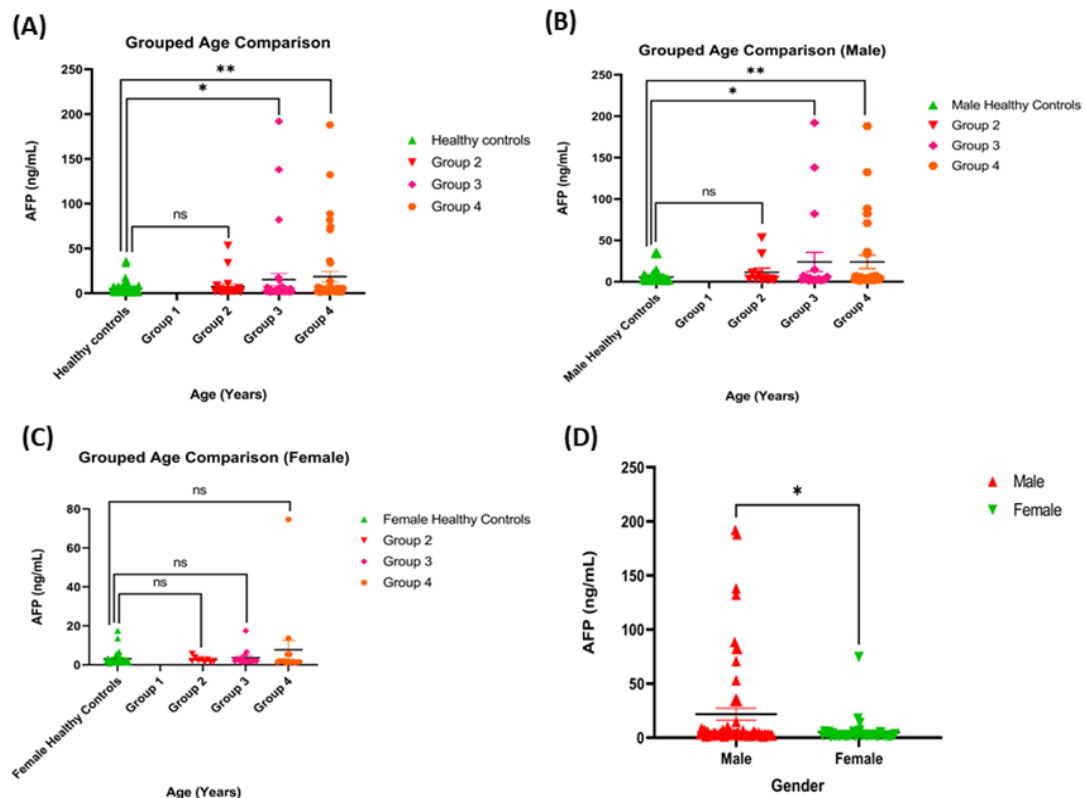 (A)
Grouped Age Comparison
250
200
150
100
50
0
AFP (ng/mL)
**
*
ns
Healthy controls
Group 1
Group 2
Group 3
Group 4
Age (Years)
Healthy controls
Group 2
Group 3
Group 4
(B)
Grouped Age Comparison (Male)
250
200
150
100
50
0
AFP (ng/mL)
**
*
ns
Male Healthy Controls
Group 1
Group 2
Group 3
Group 4
Age (Years)
Male Healthy Controls
Group 2
Group 3
Group 4
(C)
Grouped Age Comparison (Female)
80
60
40
20
0
AFP (ng/mL)
ns
ns
ns
Female Healthy Controls
Group 1
Group 2
Group 3
Group 4
Age (Years)
Female Healthy Controls
Group 2
Group 3
Group 4
(D)
250
200
150
100
50
0
AFP (ng/mL)
*
Male
Female
Gender
Male
Female